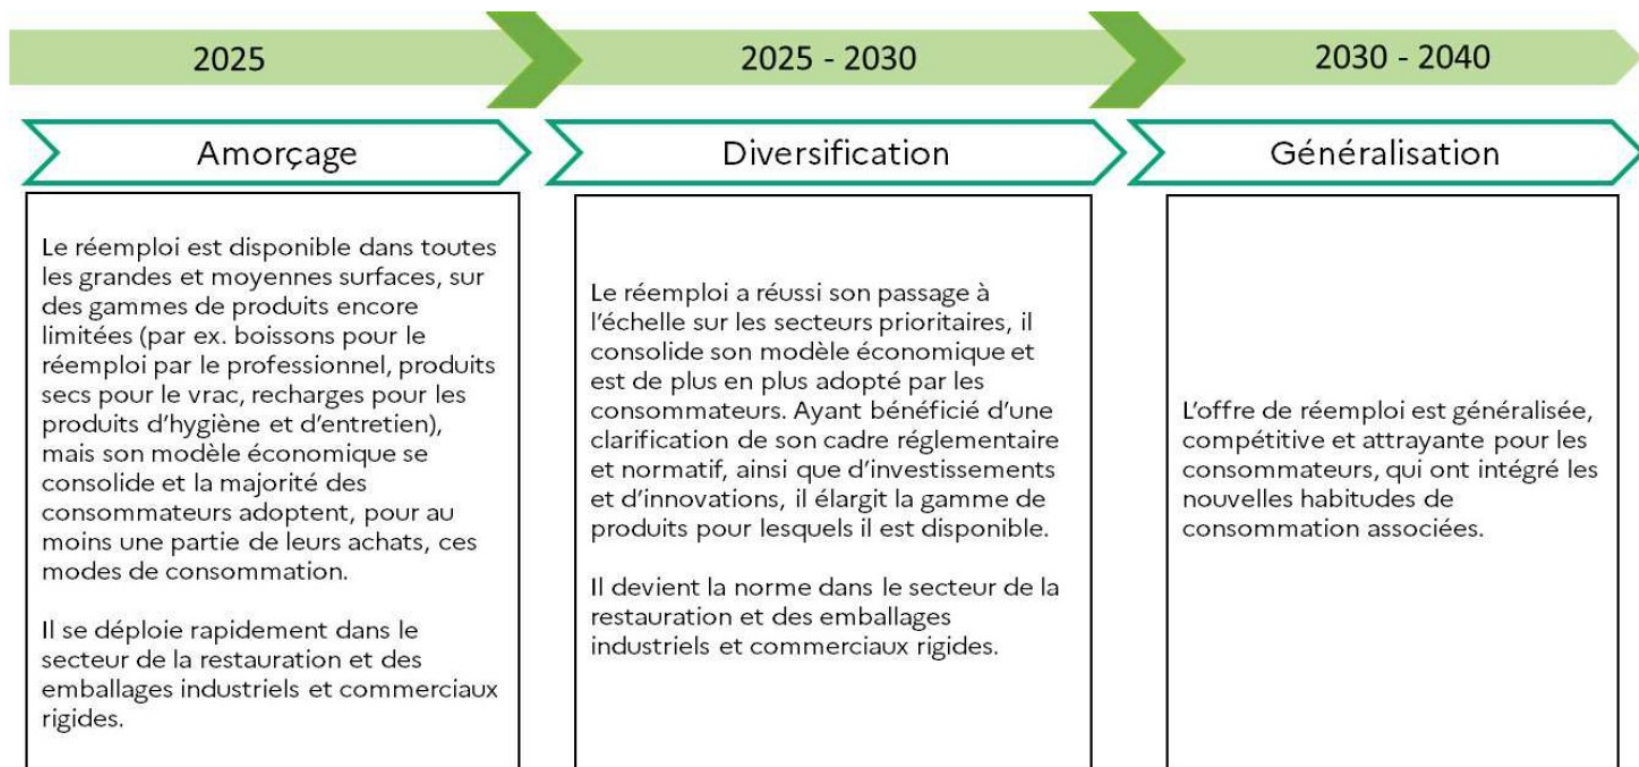 2025
2025 - 2030
2030 - 2040
Amorçage
Diversification
Généralisation
Le réemploi est disponible dans toutes
les grandes et moyennes surfaces, sur
des gammes de produits encore
limitées (par ex. boissons pour le
réemploi par le professionnel, produits
secs pour le vrac, recharges pour les
produits d'hygiène et d'entretien),
mais son modèle économique se
consolide et la majorité des
consommateurs adoptent, pour au
moins une partie de leurs achats, ces
modes de consommation.
Il se déploie rapidement dans le
secteur de la restauration et des
emballages industriels et commerciaux
rigides.
Le réemploi a réussi son passage à
l'échelle sur les secteurs prioritaires, il
consolide son modèle économique et
est de plus en plus adopté par les
consommateurs. Ayant bénéficié d'une
clarification de son cadre réglementaire
et normatif, ainsi que d'investissements
et d'innovations, il élargit la gamme de
produits pour lesquels il est disponible.
Il devient la norme dans le secteur de la
restauration et des emballages
industriels et commerciaux rigides.
L'offre de réemploi est généralisée,
compétitive et attrayante pour les
consommateurs, qui ont intégré les
nouvelles habitudes de
consommation associées.